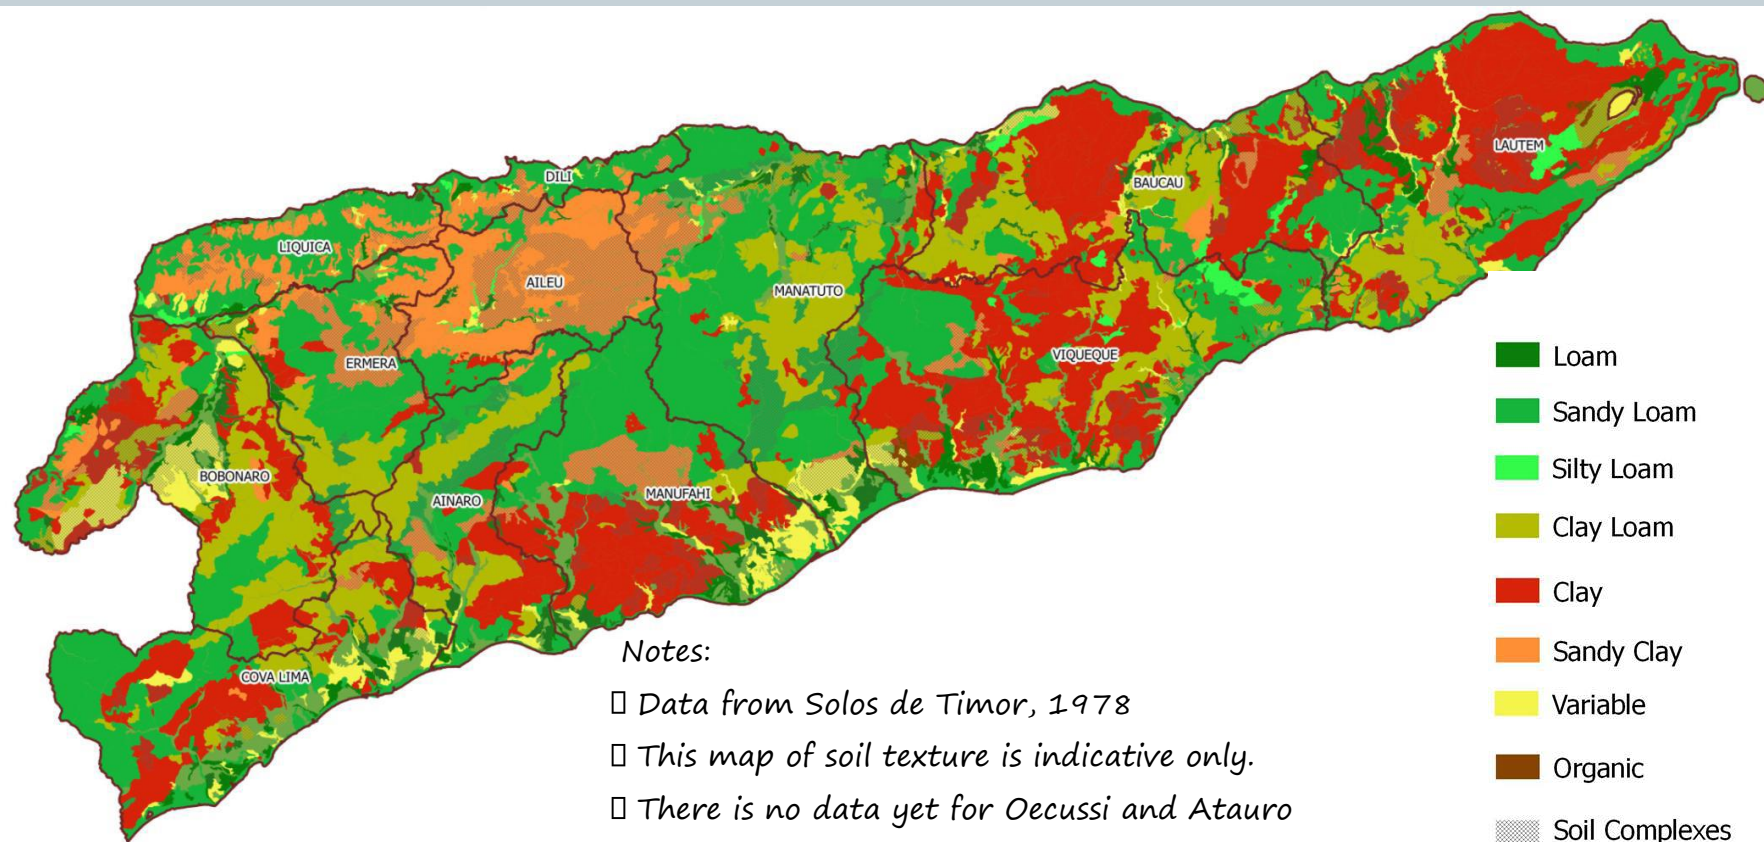 DILI
LAUTEM
BAUCAU
LIQUICA
AILEU
MANATUTO
VIQUEQUE
ERMERA
BOBONARO
MANUFAHI
AINARO
COVA LIMA
Loam
Sandy Loam
Silty Loam
Clay Loam
Clay
Sandy Clay
Variable
Organic
Soil Complexes
Notes:
▯ Data from Solos de Timor, 1978
▯ This map of soil texture is indicative only.
▯ There is no data yet for Oecussi and Atauro